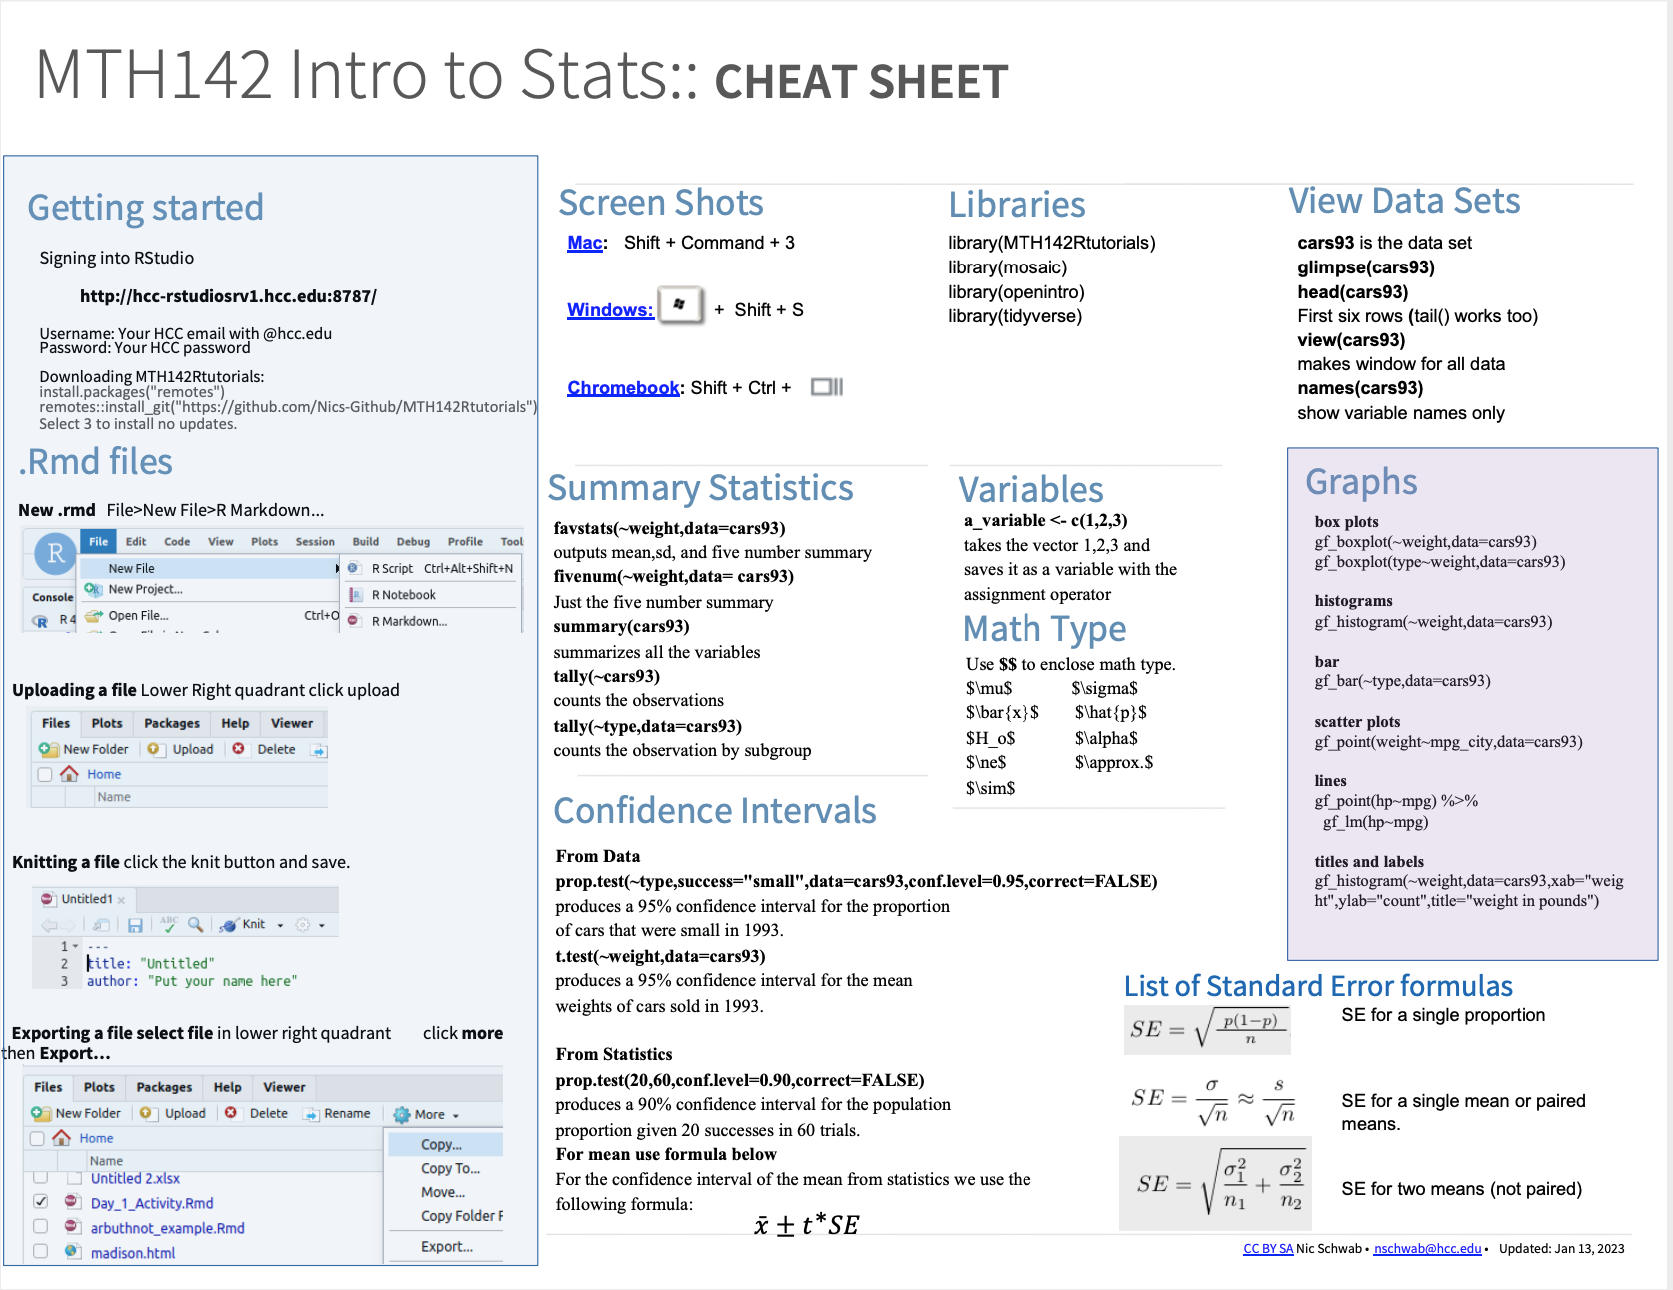 MTH142 Intro to Stats:: CHEAT SHEET
Getting started
Signing into RStudio
http://hcc-rstudiosrv1.hcc.edu:8787/
Username: Your HCC email with @hcc.edu
Password: Your HCC password
Downloading MTH142Rtutorials:
install.packages("remotes")
remotes::install_git("https://github.com/Nics-Github/MTH142Rtutorials")
Select 3 to install no updates.
.Rmd files
New .rmd File>New File>R Markdown...
R File Edit Code View Plots Session Build Debug Profile Tool
New File
R Script Ctrl+Alt+Shift+N
New Project...
R Notebook
Console
Open File... Ctrl+O
R Markdown...
R 4
Uploading a file Lower Right quadrant click upload
Files Plots Packages Help Viewer
New Folder Upload Delete
Home
Name
Knitting a file click the knit button and save.
Untitled1
ABC Knit
1 ---
2 title: "Untitled"
3 author: "Put your name here"
Exporting a file select file in lower right quadrant click more
then Export...
Files Plots Packages Help Viewer
New Folder Upload Delete Rename More
Home
Name
Untitled 2.xlsx
Day_1_Activity.Rmd
arbuthnot_example.Rmd
madison.html
Copy...
Copy To...
Move...
Copy Folder F
Export...
Screen Shots
Mac: Shift + Command + 3
Windows: + Shift + S
Chromebook: Shift + Ctrl +
Libraries
library(MTH142Rtutorials)
library(mosaic)
library(openintro)
library(tidyverse)
View Data Sets
cars93 is the data set
glimpse(cars93)
head(cars93)
First six rows (tail() works too)
view(cars93)
makes window for all data
names(cars93)
show variable names only
Summary Statistics
favstats(~weight,data=cars93)
outputs mean,sd, and five number summary
fivenum(~weight,data= cars93)
Just the five number summary
summary(cars93)
summarizes all the variables
tally(~cars93)
counts the observations
tally(~type,data=cars93)
counts the observation by subgroup
Variables
a_variable <- c(1,2,3)
takes the vector 1,2,3 and
saves it as a variable with the
assignment operator
Math Type
Use $$ to enclose math type.
$\mu$ $\sigma$
$\bar{x}$ $\hat{p}$
$H_o$ $\alpha$
$\ne$ $\approx.$
$\sim$
Graphs
box plots
gf_boxplot(~weight,data=cars93)
gf_boxplot(type~weight,data=cars93)
histograms
gf_histogram(~weight,data=cars93)
bar
gf_bar(~type,data=cars93)
scatter plots
gf_point(weight~mpg_city,data=cars93)
lines
gf_point(hp~mpg) %>%
gf_lm(hp~mpg)
titles and labels
gf_histogram(~weight,data=cars93,xab="weig
ht",ylab="count",title="weight in pounds")
Confidence Intervals
From Data
prop.test(~type,success="small",data=cars93,conf.level=0.95,correct=FALSE)
produces a 95% confidence interval for the proportion
of cars that were small in 1993.
t.test(~weight,data=cars93)
produces a 95% confidence interval for the mean
weights of cars sold in 1993.
From Statistics
prop.test(20,60,conf.level=0.90,correct=FALSE)
produces a 90% confidence interval for the population
proportion given 20 successes in 60 trials.
For mean use formula below
For the confidence interval of the mean from statistics we use the
following formula:
x̄ ± t*SE
List of Standard Error formulas
SE = √(p(1−p)/n) SE for a single proportion
SE = σ/√n ≈ s/√n SE for a single mean or paired
means.
SE = √(σ₁²/n₁ + σ₂²/n₂) SE for two means (not paired)
CC BY SA Nic Schwab • nschwab@hcc.edu • Updated: Jan 13, 2023